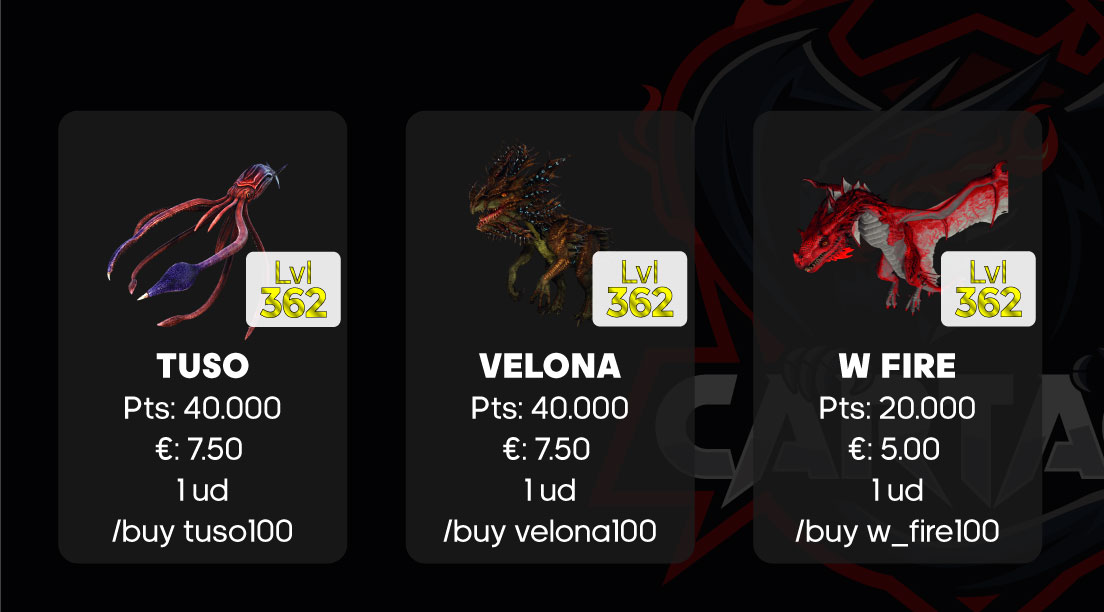 Lvl
362
TUSO
Pts: 40.000
€: 7.50
1 ud
/buy tuso100
Lvl
362
VELONA
Pts: 40.000
€: 7.50
1 ud
/buy velona100
Lvl
362
W FIRE
Pts: 20.000
€: 5.00
1 ud
/buy w_fire100